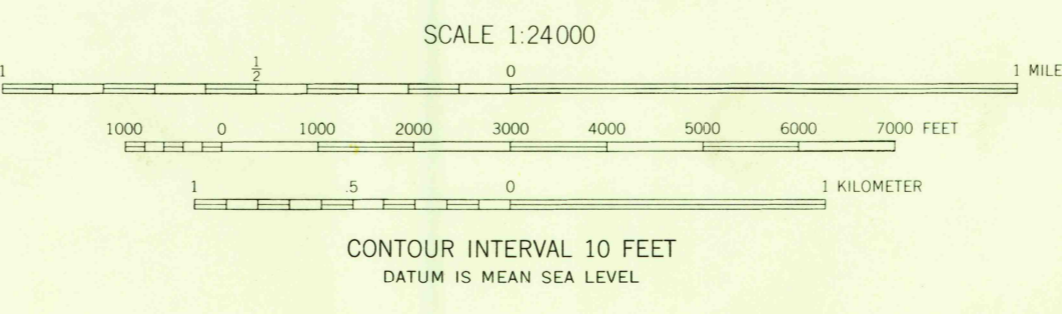 SCALE 1:24000
1 1/2 0 1 MILE
1000 0 1000 2000 3000 4000 5000 6000 7000 FEET
1 .5 0 1 KILOMETER
CONTOUR INTERVAL 10 FEET
DATUM IS MEAN SEA LEVEL